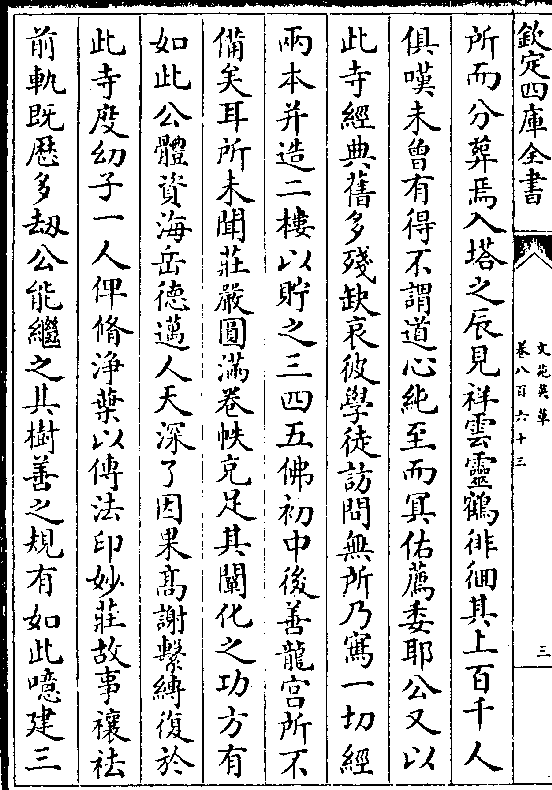 欽定四庫全書
文苑英華
卷八百六十三
三
所而分葬焉入塔之辰見祥雲靈鶴徘徊其上百千人
俱嘆未曾有得不謂道心純至而冥佑薦委耶公又以
此寺經典舊多殘缺哀彼學徒訪問無所乃寫一切經
兩本并造二樓以貯之三四五佛初中後善龍宫所不
備矣耳所未聞莊嚴圓滿卷帙充足其闡化之功方有
如此公體資海岳德邁人天深了因果髙謝繫縛復於
此寺度幼子一人俾脩浄業以傳法印妙莊故事禳祛
前軌既歴多刼公能繼之其樹善之規有如此噫建三